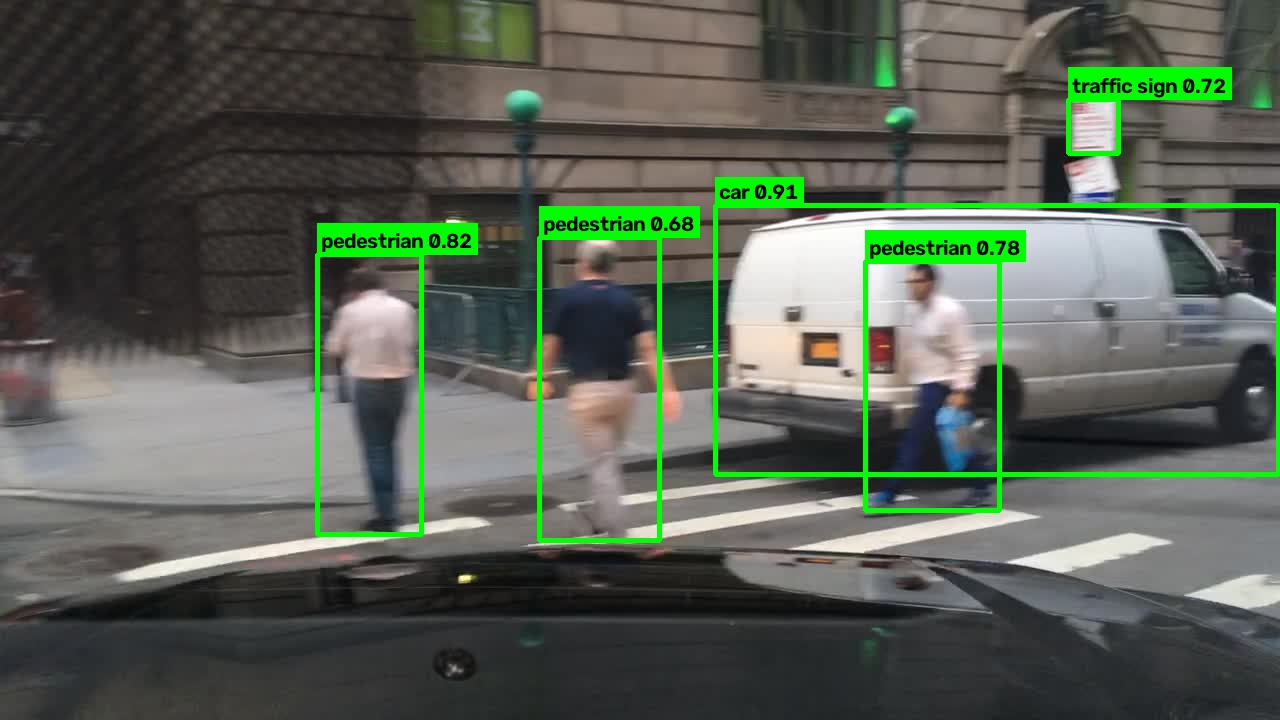 traffic sign 0.72
car 0.91
pedestrian 0.68
pedestrian 0.82
pedestrian 0.78